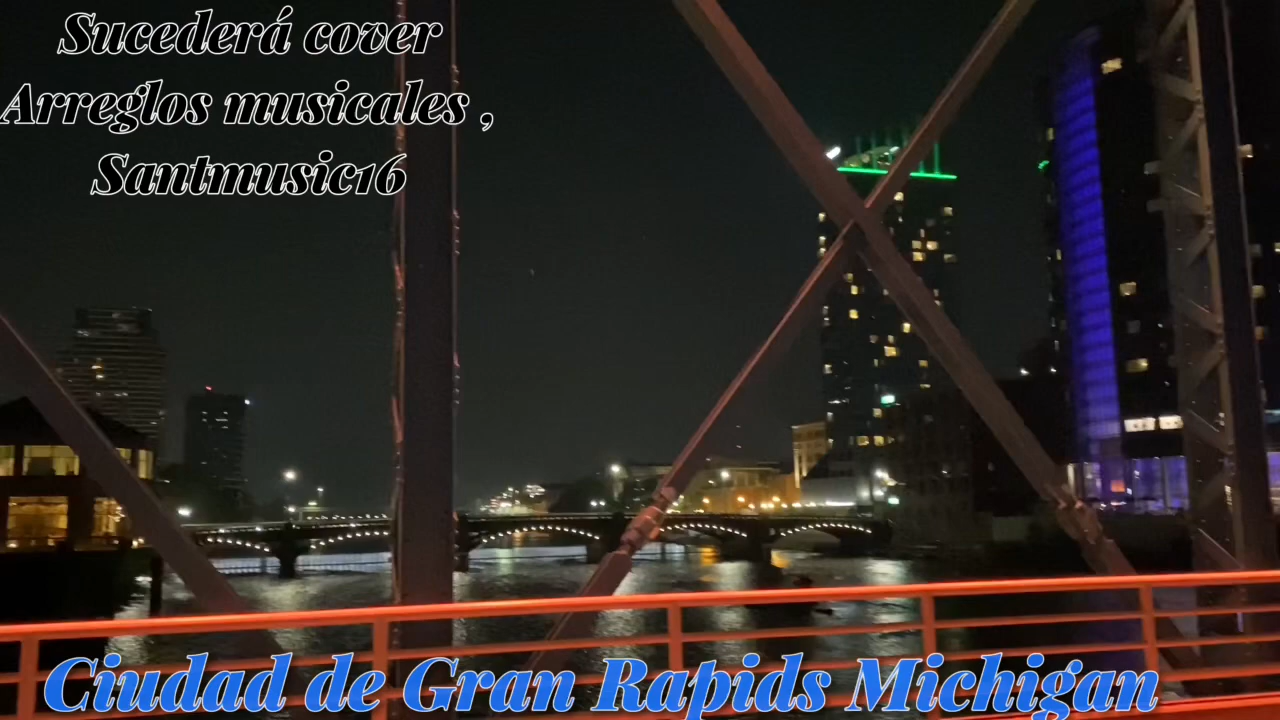 Sucederá cover
Arreglos musicales ,
Santmusic16
Ciudad de Gran Rapids Michigan